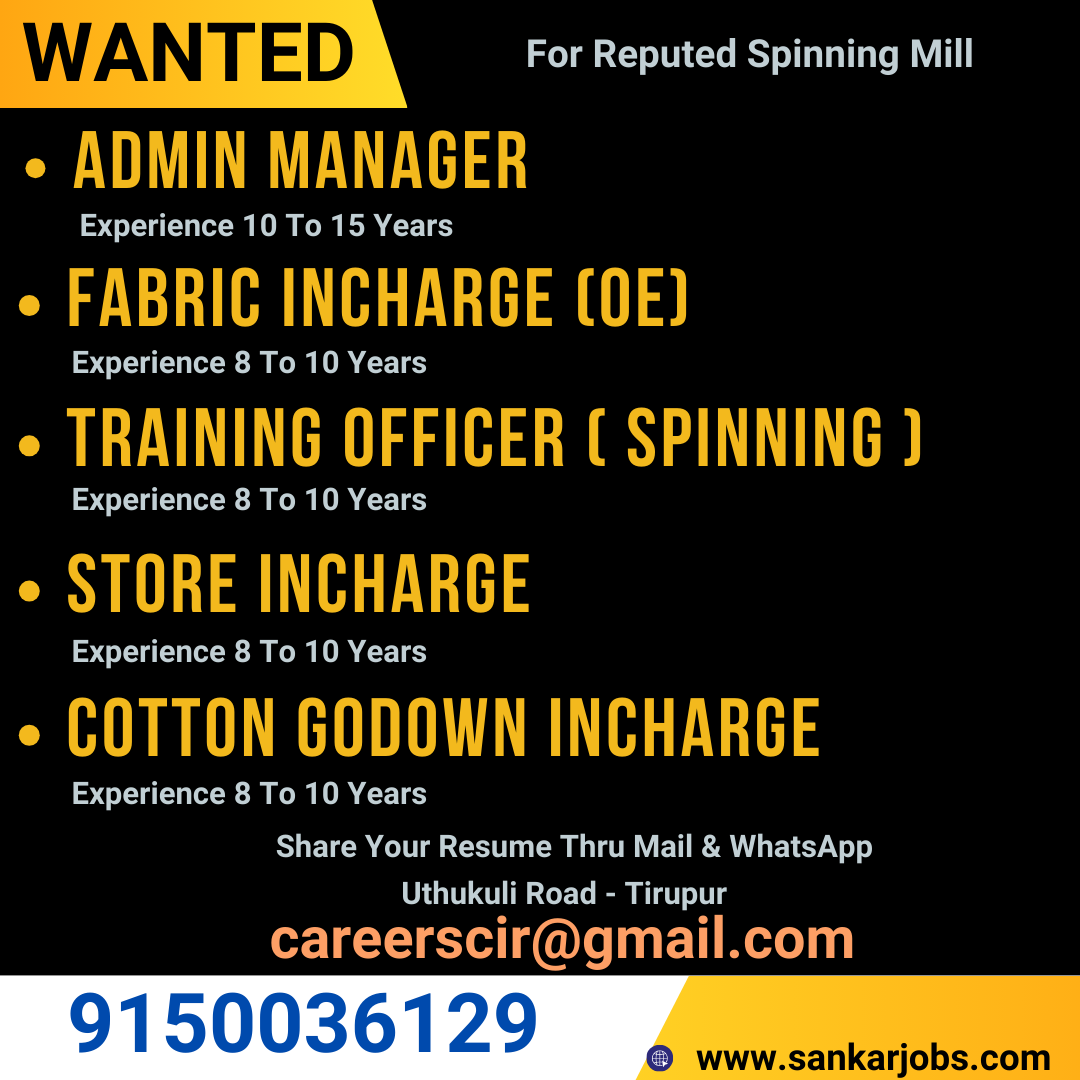 WANTED
For Reputed Spinning Mill
• ADMIN MANAGER
Experience 10 To 15 Years
• FABRIC INCHARGE (OE)
Experience 8 To 10 Years
• TRAINING OFFICER ( SPINNING )
Experience 8 To 10 Years
• STORE INCHARGE
Experience 8 To 10 Years
• COTTON GODOWN INCHARGE
Experience 8 To 10 Years
Share Your Resume Thru Mail & WhatsApp
Uthukuli Road - Tirupur
careerscir@gmail.com
9150036129
www.sankarjobs.com